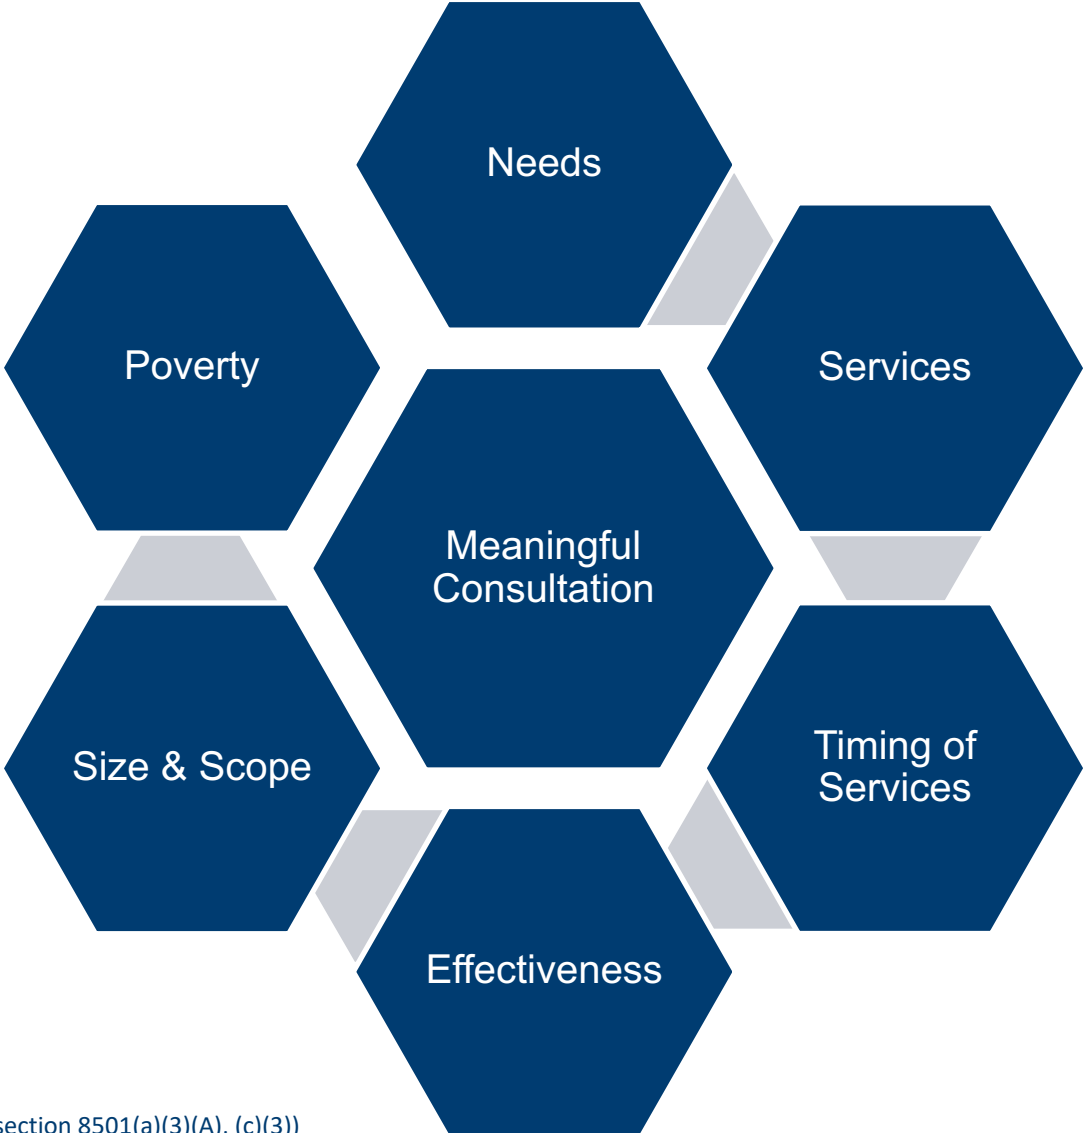 Needs
Services
Timing of
Services
Effectiveness
Size & Scope
Poverty
Meaningful
Consultation
section 8501(a)(3)(A), (c)(3))